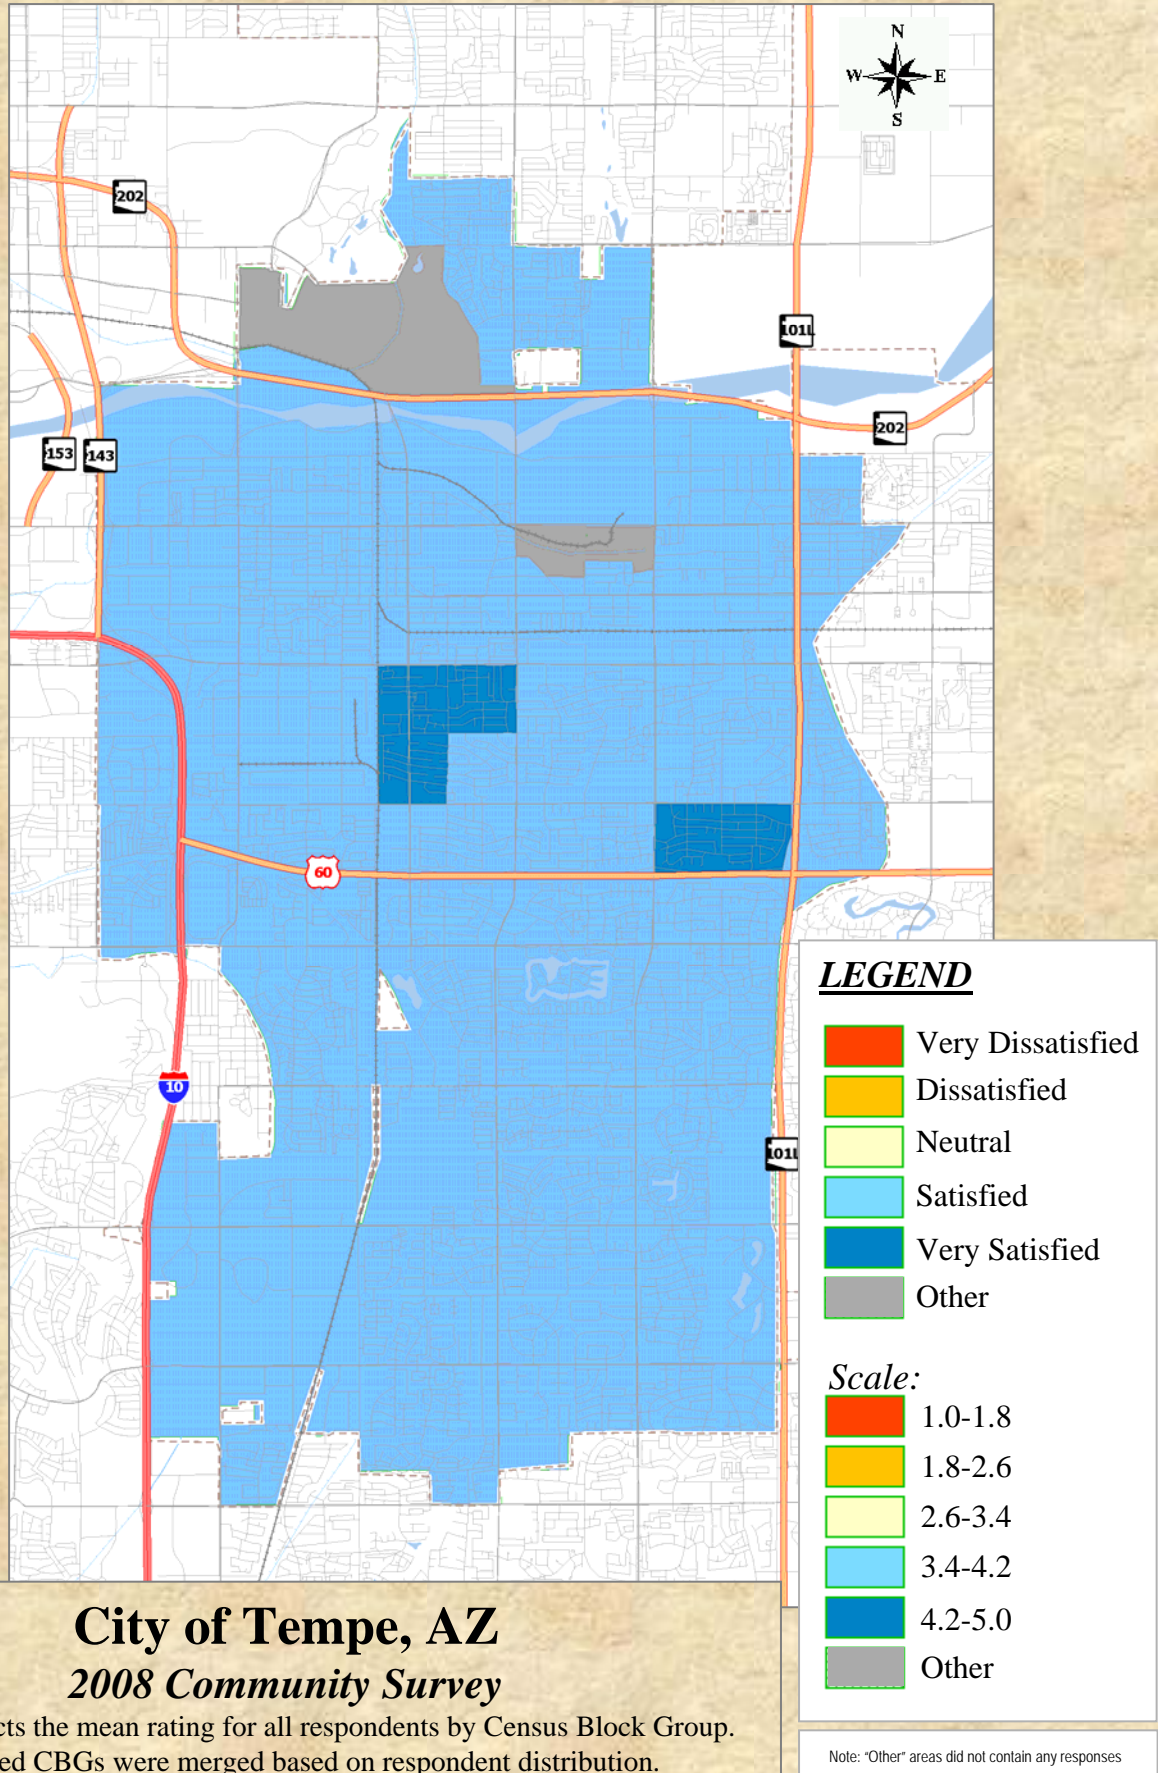 N
W E
S
202
101L
202
153
143
60
10
101L
LEGEND
Very Dissatisfied
Dissatisfied
Neutral
Satisfied
Very Satisfied
Other
Scale:
1.0-1.8
1.8-2.6
2.6-3.4
3.4-4.2
4.2-5.0
Other
City of Tempe, AZ
2008 Community Survey
cts the mean rating for all respondents by Census Block Group.
ed CBGs were merged based on respondent distribution.
Note: “Other” areas did not contain any responses